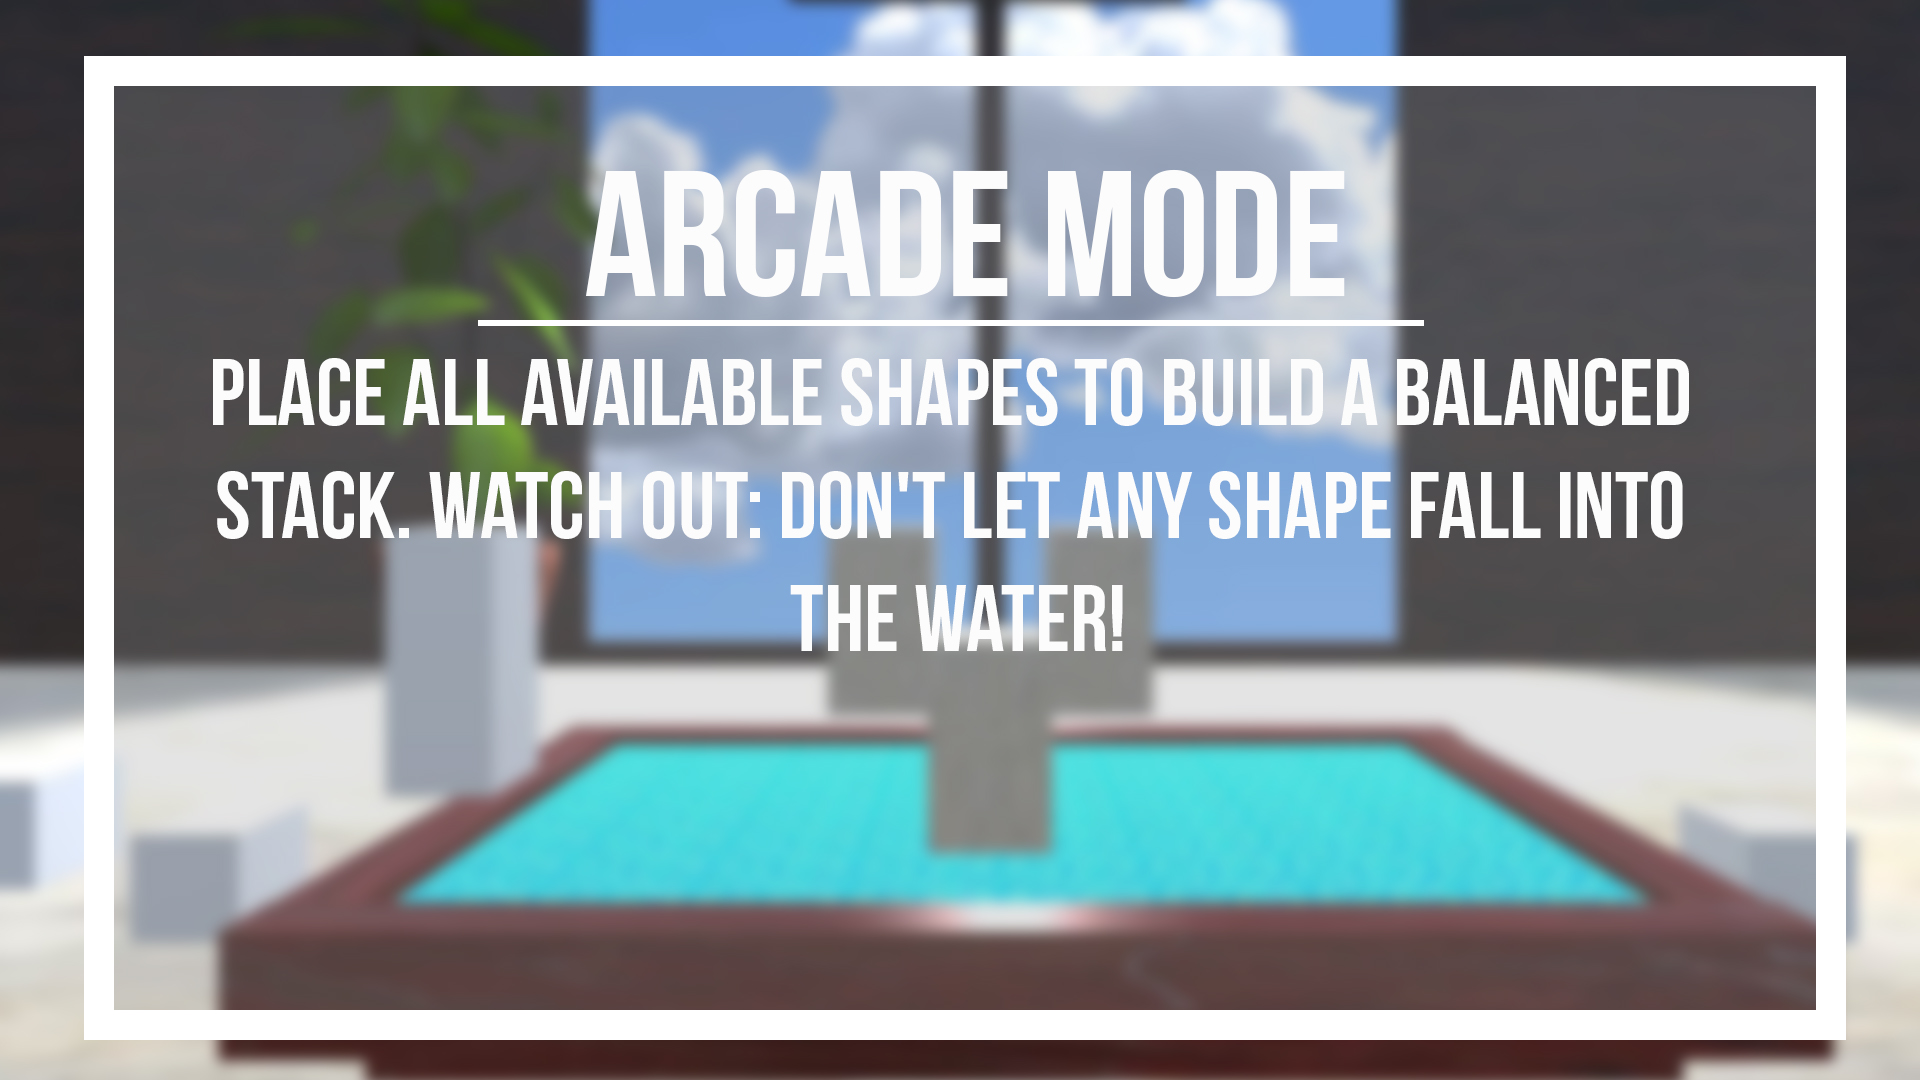 ARCADE MODE
PLACE ALL AVAILABLE SHAPES TO BUILD A BALANCED
STACK. WATCH OUT: DON'T LET ANY SHAPE FALL INTO
THE WATER!